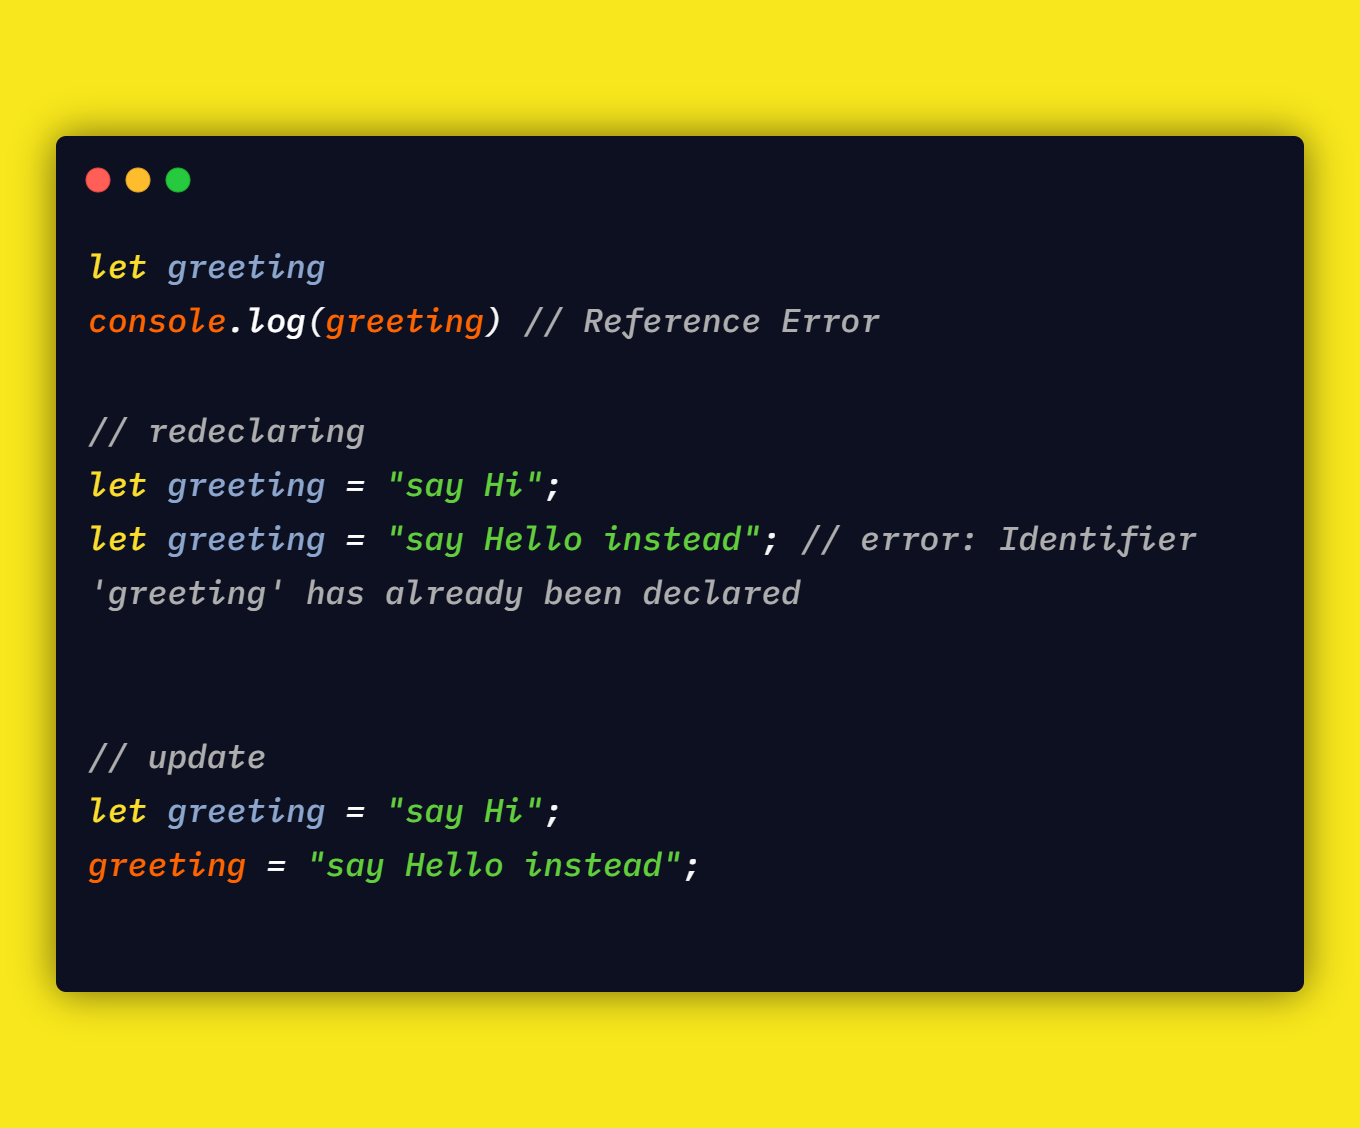 let greeting
console.log(greeting) // Reference Error
// redeclaring
let greeting = "say Hi";
let greeting = "say Hello instead"; // error: Identifier
'greeting' has already been declared
// update
let greeting = "say Hi";
greeting = "say Hello instead";